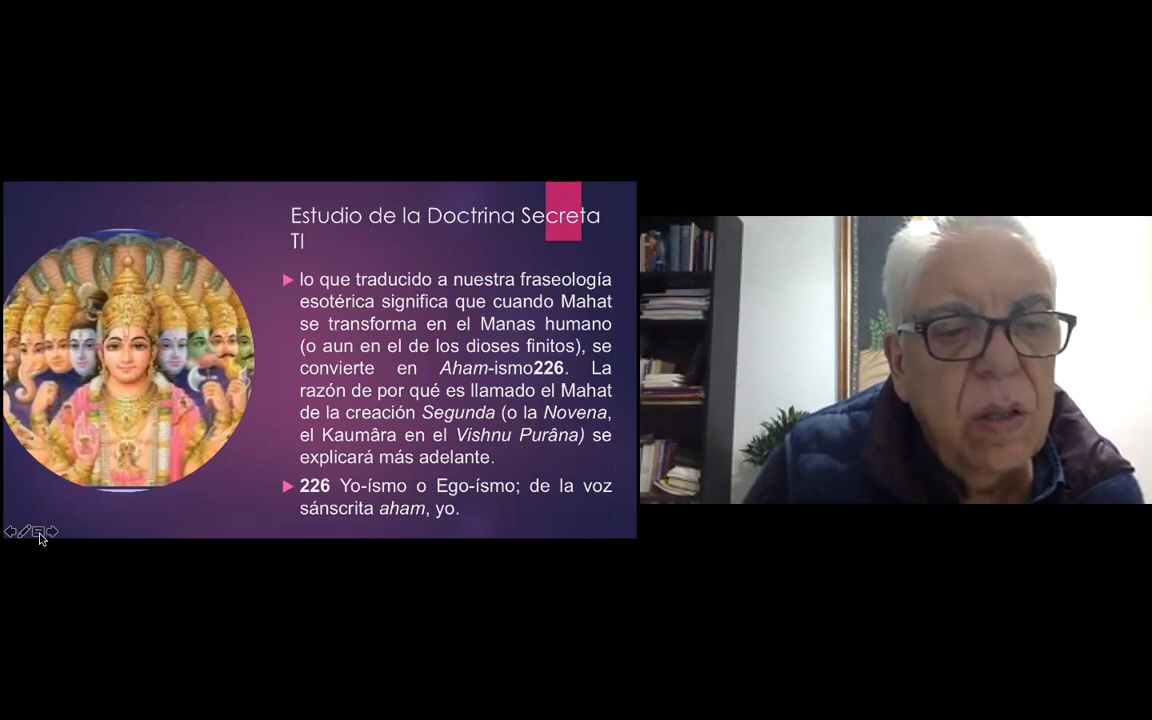 Estudio de la Doctrina Secreta
TI
lo que traducido a nuestra fraseología
esotérica significa que cuando Mahat
se transforma en el Manas humano
(o aun en el de los dioses finitos), se
convierte en Aham-ismo226. La
razón de por qué es llamado el Mahat
de la creación Segunda (o la Novena,
el Kaumâra en el Vishnu Purâna) se
explicará más adelante.
226 Yo-ísmo o Ego-ísmo; de la voz
sánscrita aham, yo.